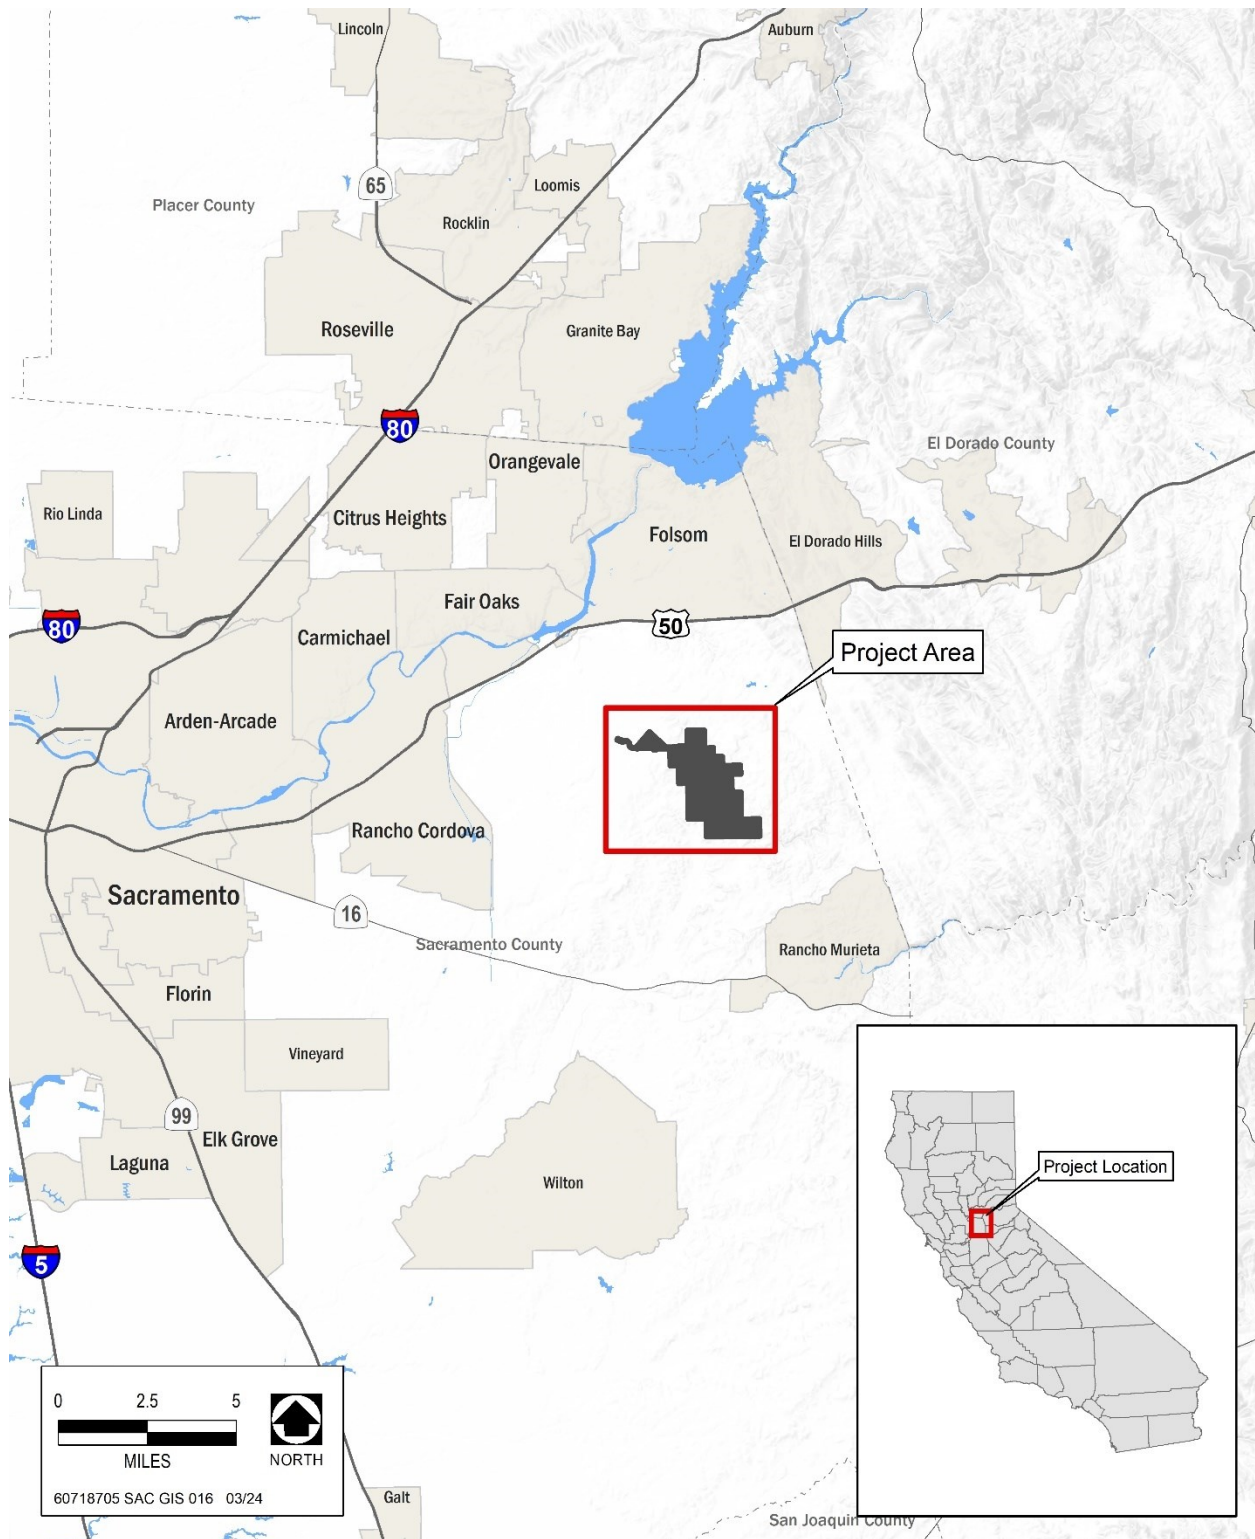 Lincoln
Auburn
65
Loomis
Placer County
Rocklin
Roseville
Granite Bay
80
Orangevale
El Dorado County
Rio Linda
Citrus Heights
Folsom
El Dorado Hills
Fair Oaks
80
Carmichael
50
Project Area
Arden-Arcade
Rancho Cordova
Sacramento
16
Sacramento County
Rancho Murieta
Florin
Vineyard
99
Elk Grove
Laguna
Wilton
Project Location
5
0 2.5 5
MILES
NORTH
60718705 SAC GIS 016 03/24
Galt
San Joaquin County